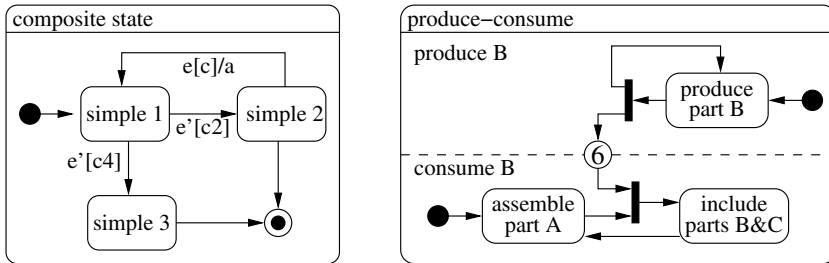 composite state
e[c]/a
simple 1
simple 2
e'[c2]
e'[c4]
simple 3
produce−consume
produce B
produce
part B
6
consume B
assemble
part A
include
parts B&C